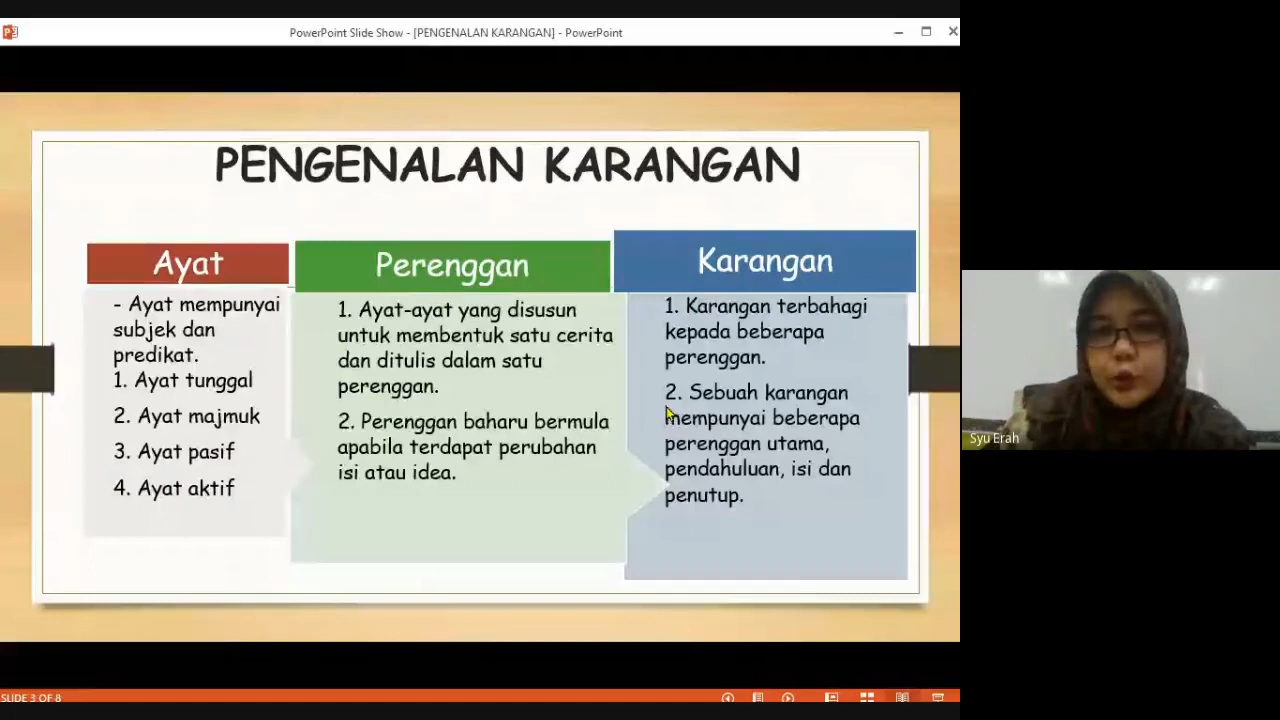 PowerPoint Slide Show - [PENGENALAN KARANGAN] - PowerPoint
PENGENALAN KARANGAN
Ayat
- Ayat mempunyai
subjek dan
predikat.
1. Ayat tunggal
2. Ayat majmuk
3. Ayat pasif
4. Ayat aktif
Perenggan
1. Ayat-ayat yang disusun
untuk membentuk satu cerita
dan ditulis dalam satu
perenggan.
2. Perenggan baharu bermula
apabila terdapat perubahan
isi atau idea.
Karangan
1. Karangan terbahagi
kepada beberapa
perenggan.
2. Sebuah karangan
mempunyai beberapa
perenggan utama,
pendahuluan, isi dan
penutup.
Syu Erah
SLIDE 3 OF 8